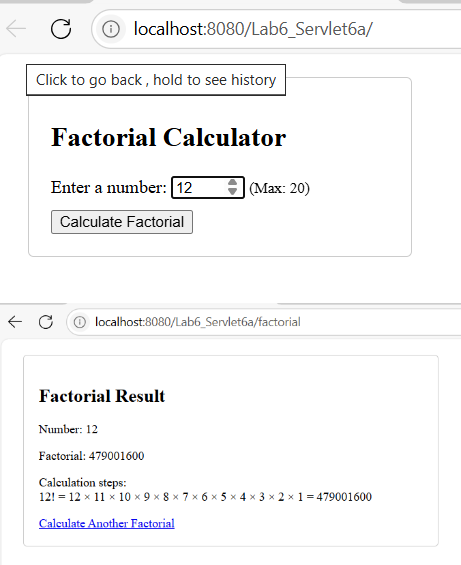 localhost:8080/Lab6_Servlet6a/
Click to go back , hold to see history
Factorial Calculator
Enter a number: 12 (Max: 20)
Calculate Factorial
localhost:8080/Lab6_Servlet6a/factorial
Factorial Result
Number: 12
Factorial: 479001600
Calculation steps:
12! = 12 × 11 × 10 × 9 × 8 × 7 × 6 × 5 × 4 × 3 × 2 × 1 = 479001600
Calculate Another Factorial